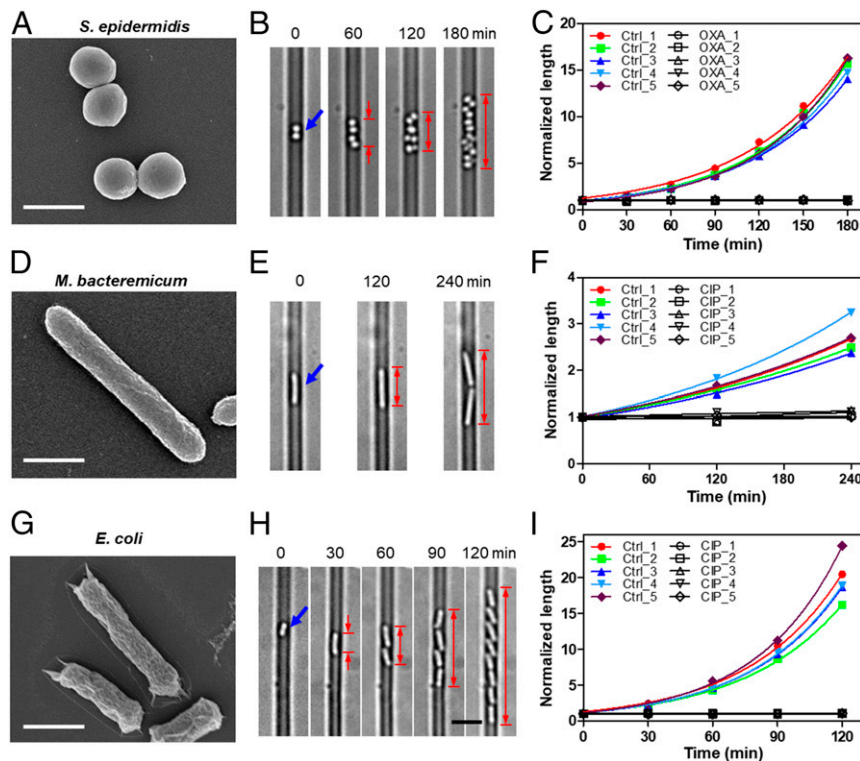 A
S. epidermidis
B
0 60 120 180 min
C
Normalized length
20
15
10
5
0
Ctrl_1 OXA_1
Ctrl_2 OXA_2
Ctrl_3 OXA_3
Ctrl_4 OXA_4
Ctrl_5 OXA_5
0 30 60 90 120 150 180
Time (min)
D
M. bacteremicum
E
0 120 240 min
F
Normalized length
4
3
2
1
0
Ctrl_1 CIP_1
Ctrl_2 CIP_2
Ctrl_3 CIP_3
Ctrl_4 CIP_4
Ctrl_5 CIP_5
0 60 120 180 240
Time (min)
G
E. coli
H
0 30 60 90 120 min
I
Normalized length
25
20
15
10
5
0
Ctrl_1 CIP_1
Ctrl_2 CIP_2
Ctrl_3 CIP_3
Ctrl_4 CIP_4
Ctrl_5 CIP_5
0 30 60 90 120
Time (min)